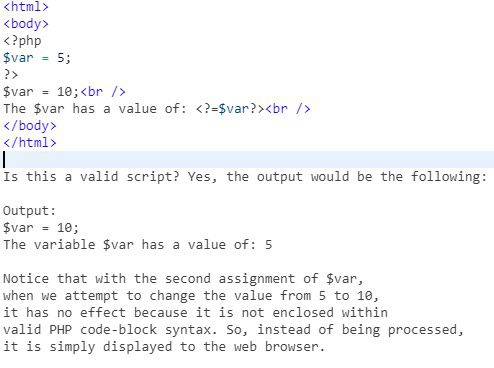 <html>
<body>
<?php
$var = 5;
?>
$var = 10;<br />
The $var has a value of: <?=$var?><br />
</body>
</html>
Is this a valid script? Yes, the output would be the following:
Output:
$var = 10;
The variable $var has a value of: 5
Notice that with the second assignment of $var,
when we attempt to change the value from 5 to 10,
it has no effect because it is not enclosed within
valid PHP code-block syntax. So, instead of being processed,
it is simply displayed to the web browser.